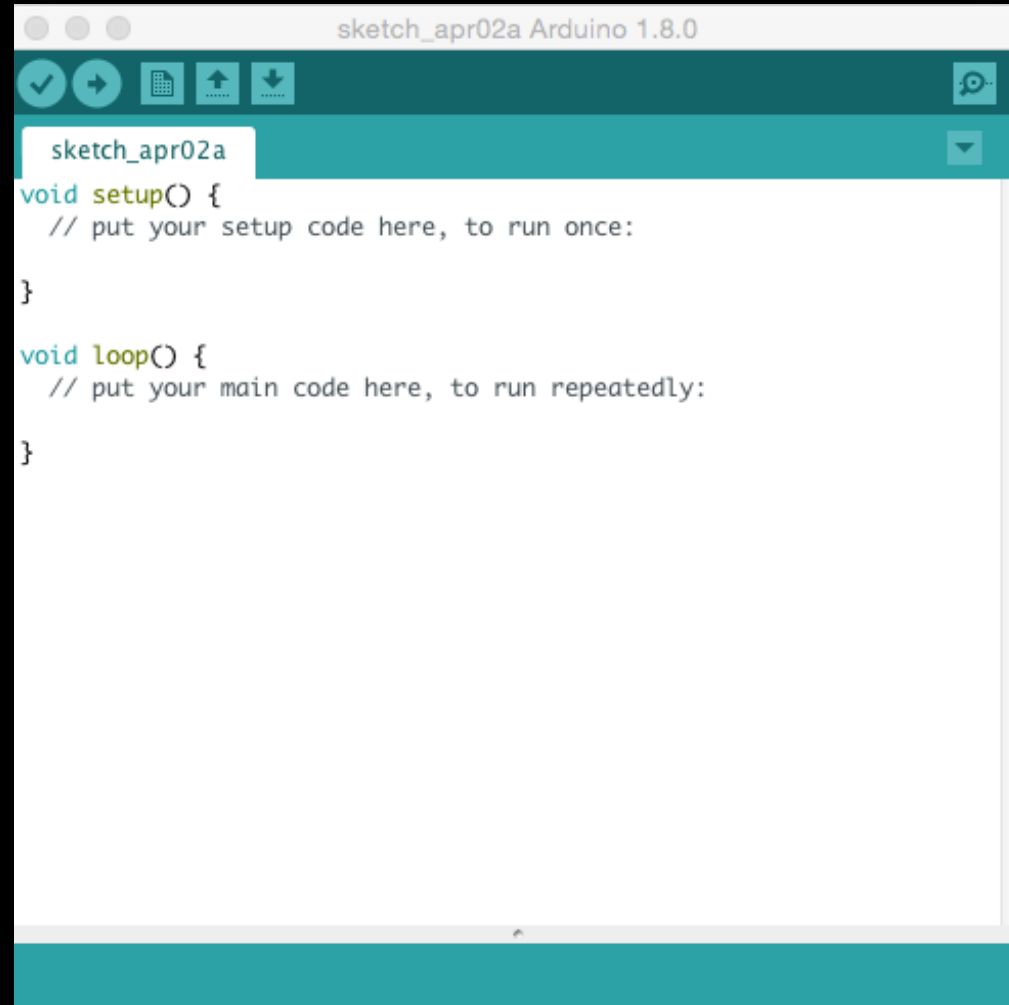 sketch_apr02a Arduino 1.8.0
sketch_apr02a
void setup() {
  // put your setup code here, to run once:
}
void loop() {
  // put your main code here, to run repeatedly:
}